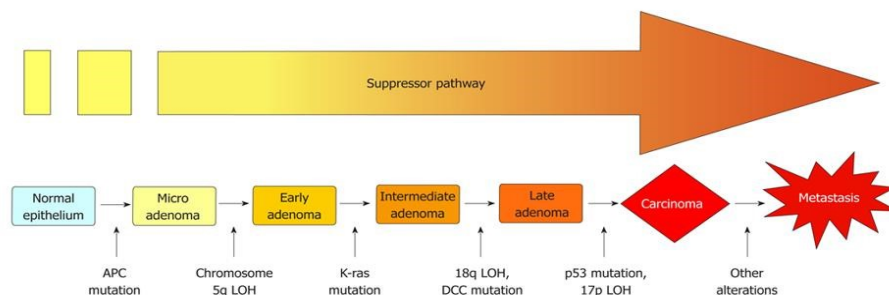 Suppressor pathway
Normal
epithelium
Micro
adenoma
Early
adenoma
Intermediate
adenoma
Late
adenoma
Carcinoma
Metastasis
APC
mutation
Chromosome
5q LOH
K-ras
mutation
18q LOH,
DCC mutation
p53 mutation,
17p LOH
Other
alterations